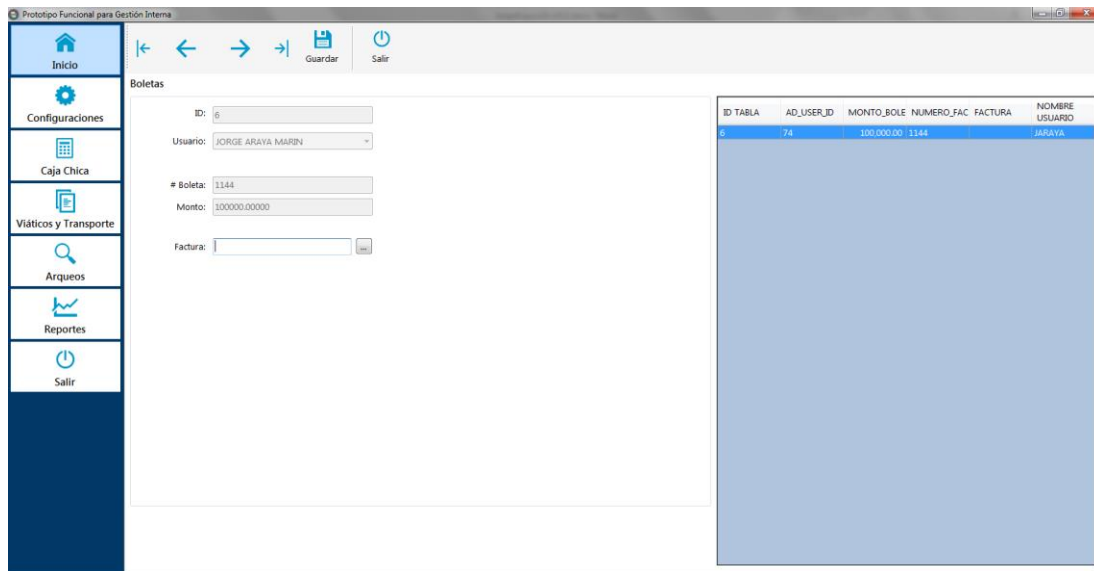 Prototipo Funcional para Gestión Interna
Inicio
Configuraciones
Caja Chica
Viáticos y Transporte
Arqueos
Reportes
Salir
Guardar
Salir
Boletas
ID: 6
Usuario: JORGE ARAYA MARIN
# Boleta: 1144
Monto: 100000.00000
Factura:
...
ID TABLA AD_USER_ID MONTO_BOLE NUMERO_FAC FACTURA NOMBRE USUARIO
6 74 100,000.00 1144 JARAYA